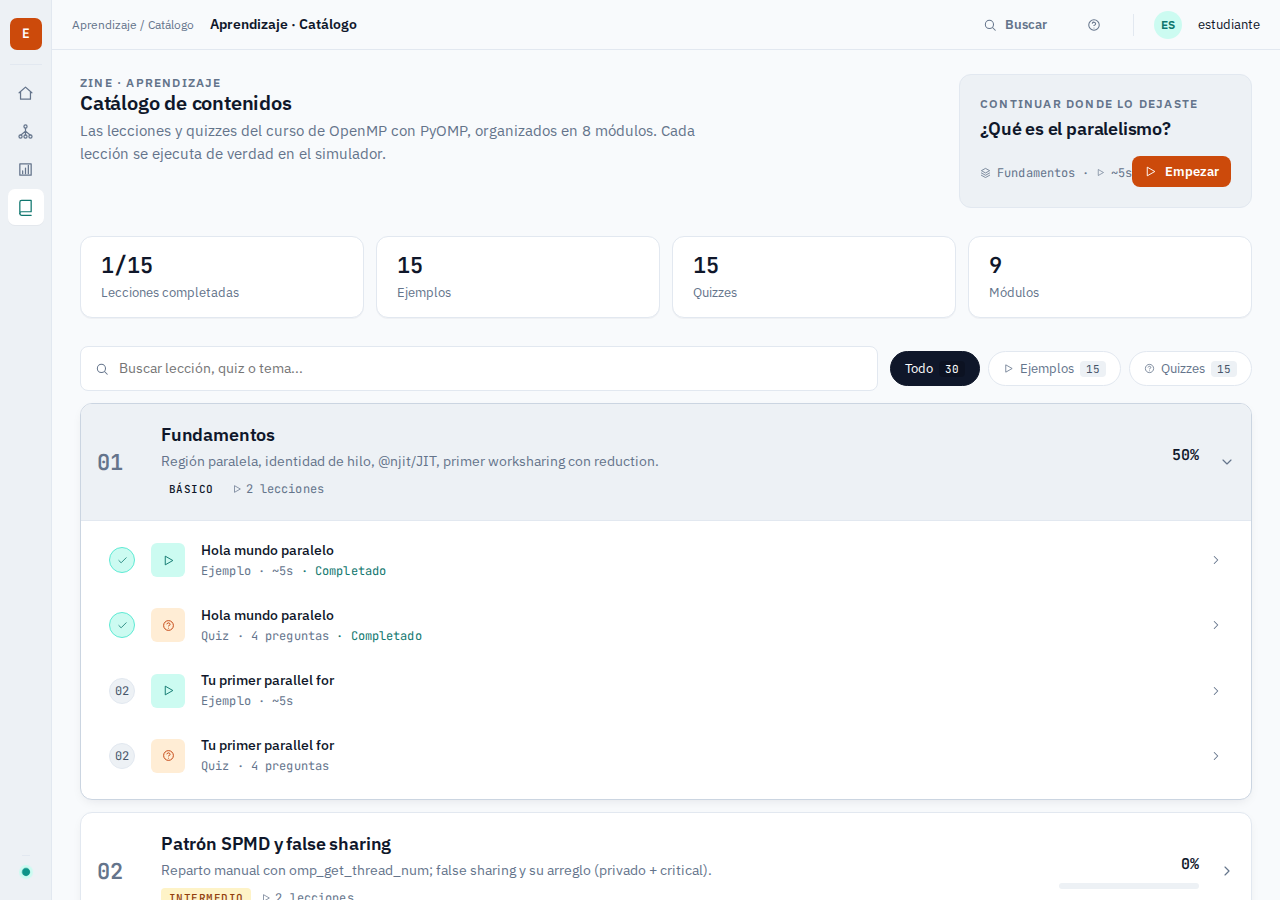 E
Aprendizaje / Catálogo
Aprendizaje · Catálogo
Buscar
ES
estudiante
ZINE · APRENDIZAJE
Catálogo de contenidos
Las lecciones y quizzes del curso de OpenMP con PyOMP, organizados en 8 módulos. Cada
lección se ejecuta de verdad en el simulador.
CONTINUAR DONDE LO DEJASTE
¿Qué es el paralelismo?
Fundamentos · ~5s
Empezar
1/15
Lecciones completadas
15
Ejemplos
15
Quizzes
9
Módulos
Buscar lección, quiz o tema...
Todo 30
Ejemplos 15
Quizzes 15
01
Fundamentos
Región paralela, identidad de hilo, @njit/JIT, primer worksharing con reduction.
BÁSICO
2 lecciones
50%
Hola mundo paralelo
Ejemplo · ~5s · Completado
Hola mundo paralelo
Quiz · 4 preguntas · Completado
02
Tu primer parallel for
Ejemplo · ~5s
02
Tu primer parallel for
Quiz · 4 preguntas
02
Patrón SPMD y false sharing
Reparto manual con omp_get_thread_num; false sharing y su arreglo (privado + critical).
INTERMEDIO
2 lecciones
0%